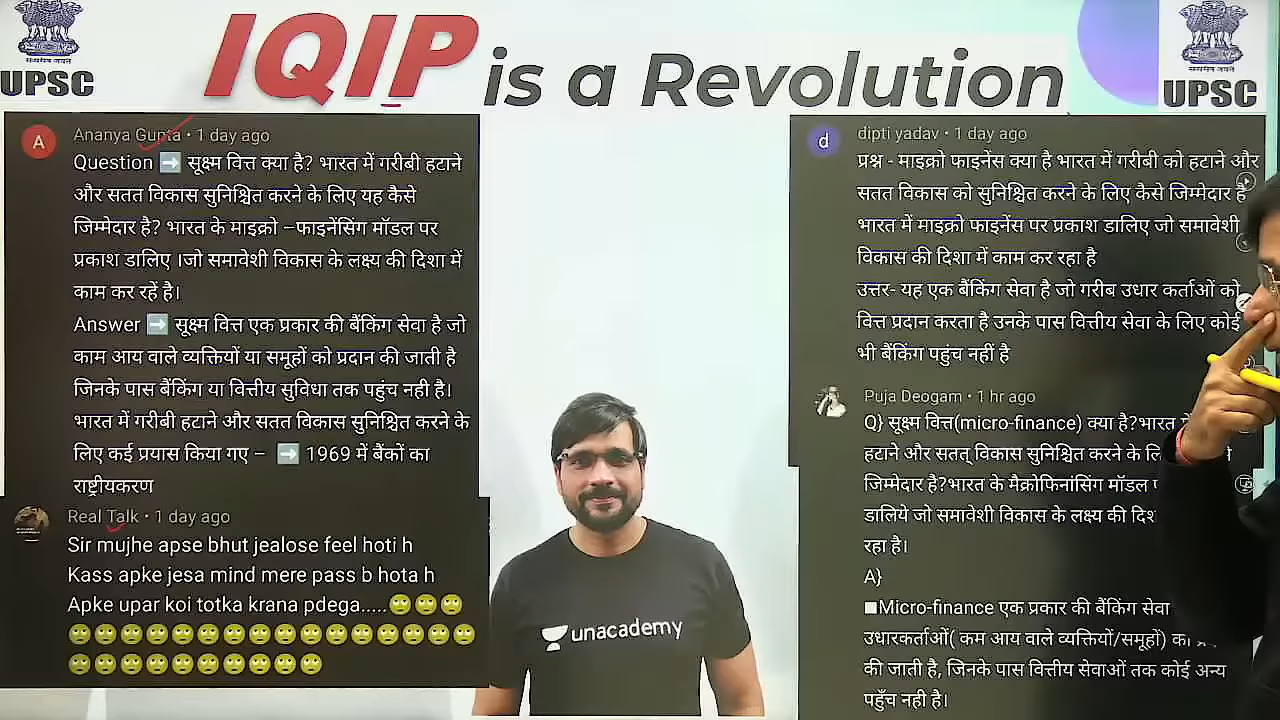 IQIP is a Revolution
सत्यमेव जयते
UPSC
सत्यमेव जयते
UPSC
A
Ananya Gupta • 1 day ago
Question ➡ सूक्ष्म वित्त क्या है? भारत में गरीबी हटाने
और सतत विकास सुनिश्चित करने के लिए यह कैसे
जिम्मेदार है? भारत के माइक्रो –फाइनेंसिंग मॉडल पर
प्रकाश डालिए ।जो समावेशी विकास के लक्ष्य की दिशा में
काम कर रहें है।
Answer ➡ सूक्ष्म वित्त एक प्रकार की बैंकिंग सेवा है जो
काम आय वाले व्यक्तियों या समूहों को प्रदान की जाती है
जिनके पास बैंकिंग या वित्तीय सुविधा तक पहुंच नही है।
भारत में गरीबी हटाने और सतत विकास सुनिश्चित करने के
लिए कई प्रयास किया गए – ➡ 1969 में बैंकों का
राष्ट्रीयकरण
Real Talk • 1 day ago
Sir mujhe apse bhut jealose feel hoti h
Kass apke jesa mind mere pass b hota h
Apke upar koi totka krana pdega.....🙄🙄🙄
🙄🙄🙄🙄🙄🙄🙄🙄🙄🙄🙄🙄🙄🙄🙄🙄
🙄🙄🙄🙄🙄🙄🙄🙄🙄🙄
unacademy
d
dipti yadav • 1 day ago
प्रश्न - माइक्रो फाइनेंस क्या है भारत में गरीबी को हटाने और
सतत विकास को सुनिश्चित करने के लिए कैसे जिम्मेदार है
भारत में माइक्रो फाइनेंस पर प्रकाश डालिए जो समावेशी
विकास की दिशा में काम कर रहा है
उत्तर- यह एक बैंकिंग सेवा है जो गरीब उधार कर्ताओं को
वित्त प्रदान करता है उनके पास वित्तीय सेवा के लिए कोई
भी बैंकिंग पहुंच नहीं है
Puja Deogam • 1 hr ago
Q} सूक्ष्म वित्त(micro-finance) क्या है?भारत में
हटाने और सतत् विकास सुनिश्चित करने के
जिम्मेदार है?भारत के मैक्रोफिनांसिंग मॉडल
डालिये जो समावेशी विकास के लक्ष्य की
रहा है।
A}
■Micro-finance एक प्रकार की बैंकिंग सेवा
उधारकर्ताओं( कम आय वाले व्यक्तियों/समूहों)
की जाती है, जिनके पास वित्तीय सेवाओं तक कोई अन्य
पहुँच नही है।